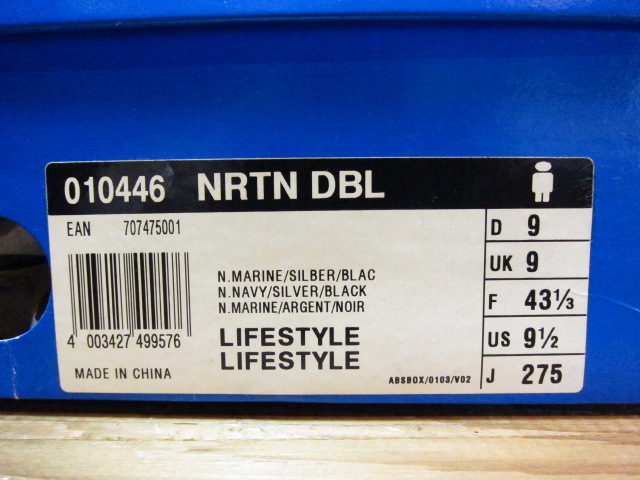 010446 NRTN DBL
EAN 707475001
N.MARINE/SILBER/BLAC
N.NAVY/SILVER/BLACK
N.MARINE/ARGENT/NOIR
4 003427 499576
LIFESTYLE
LIFESTYLE
MADE IN CHINA
ABSBOX/0103/V02
D 9
UK 9
F 43⅓
US 9½
J 275